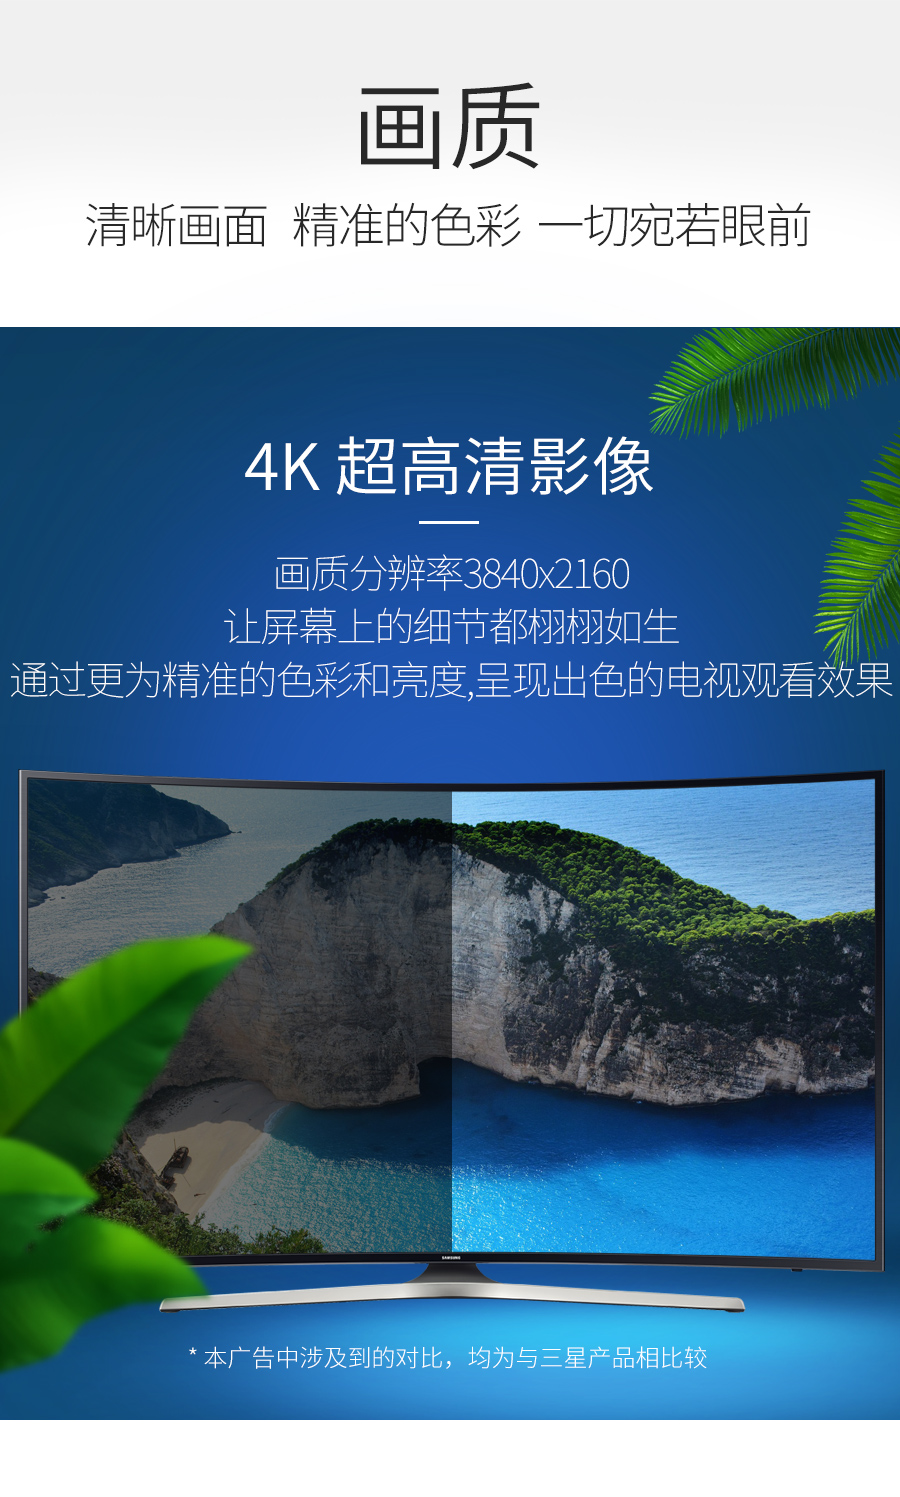 画质
清晰画面 精准的色彩 一切宛若眼前
4K 超高清影像
画质分辨率3840x2160
让屏幕上的细节都栩栩如生
通过更为精准的色彩和亮度,呈现出色的电视观看效果
SAMSUNG
* 本广告中涉及到的对比，均为与三星产品相比较